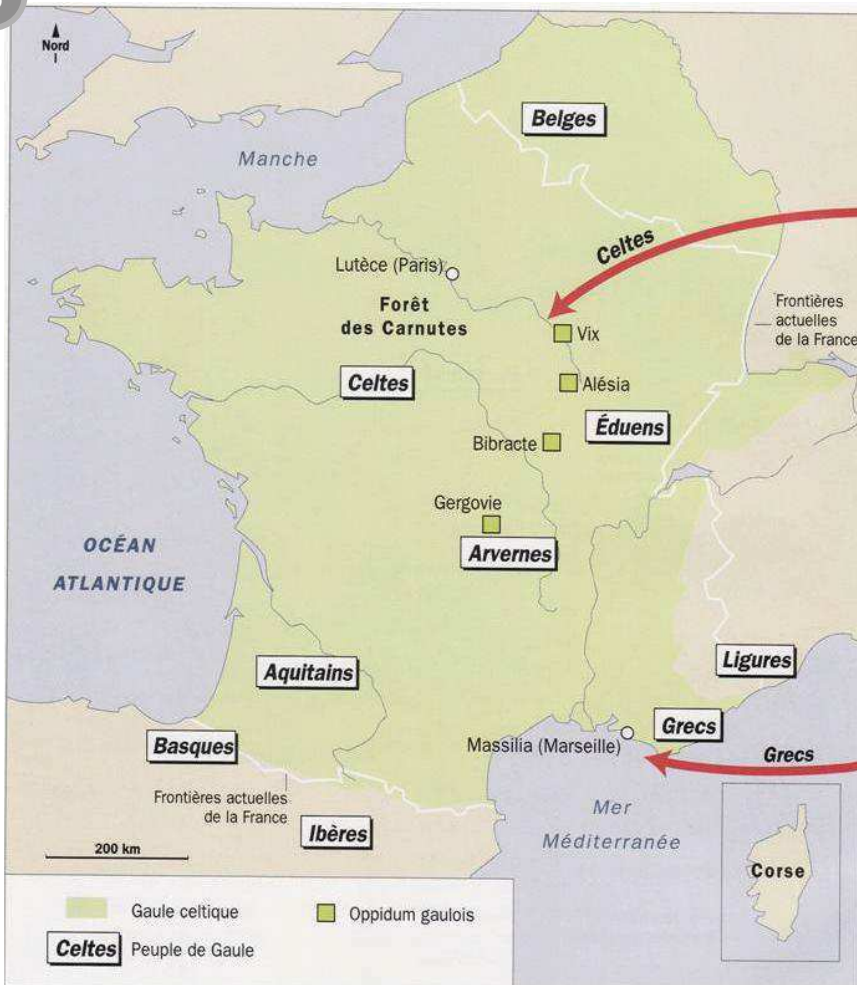 Nord
Belges
Manche
Celtes
Lutèce (Paris)
Forêt
des Carnutes
Frontières
actuelles
de la France
Vix
Celtes
Alésia
Éduens
Bibracte
Gergovie
Arvernes
OCÉAN
ATLANTIQUE
Aquitains
Ligures
Basques
Grecs
Massilia (Marseille)
Grecs
Frontières actuelles
de la France
Ibères
Mer
Méditerranée
200 km
Corse
Gaule celtique
Oppidum gaulois
Celtes
Peuple de Gaule